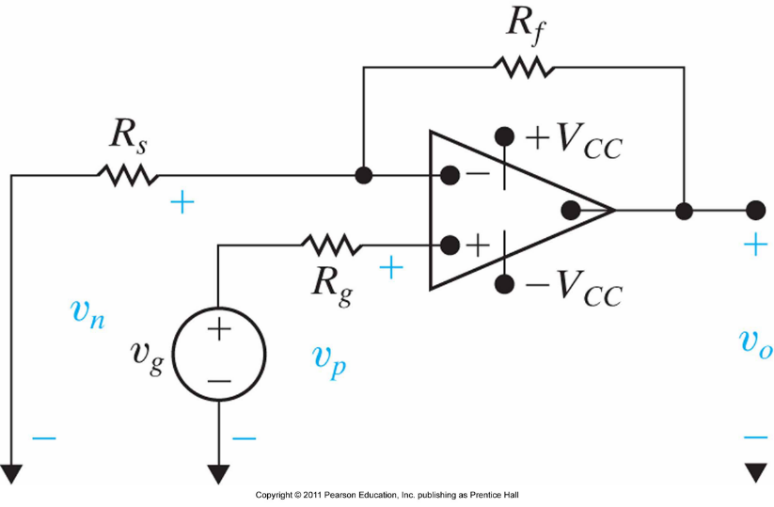 R_f
R_s
+V_CC
−
+
+
R_g
+
−V_CC
+
v_n
v_g
+
−
v_p
v_o
−
−
−
Copyright © 2011 Pearson Education, Inc. publishing as Prentice Hall